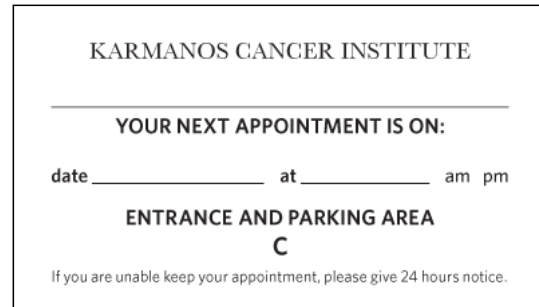 KARMANOS CANCER INSTITUTE
YOUR NEXT APPOINTMENT IS ON:
date at am pm
ENTRANCE AND PARKING AREA
C
If you are unable keep your appointment, please give 24 hours notice.